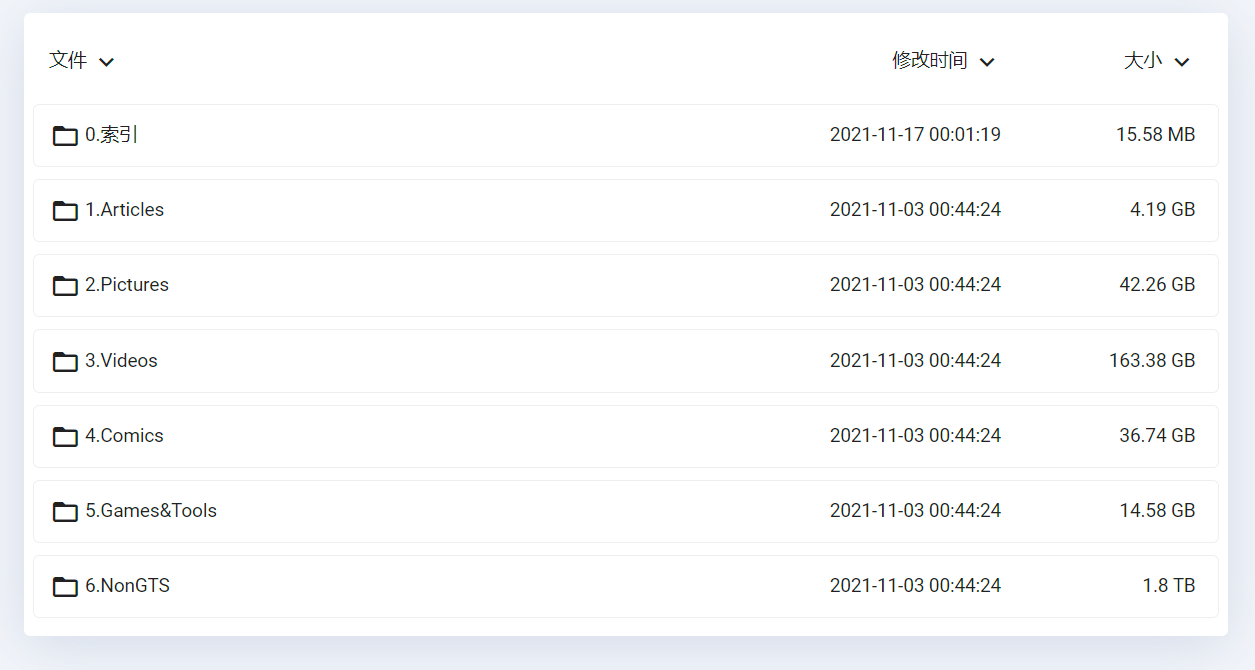 文件 修改时间 大小
0.索引 2021-11-17 00:01:19 15.58 MB
1.Articles 2021-11-03 00:44:24 4.19 GB
2.Pictures 2021-11-03 00:44:24 42.26 GB
3.Videos 2021-11-03 00:44:24 163.38 GB
4.Comics 2021-11-03 00:44:24 36.74 GB
5.Games&Tools 2021-11-03 00:44:24 14.58 GB
6.NonGTS 2021-11-03 00:44:24 1.8 TB